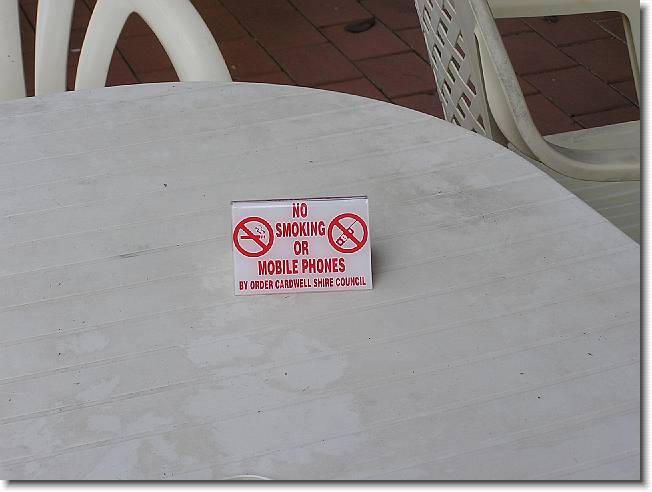 NO
SMOKING
OR
MOBILE PHONES
BY ORDER CARDWELL SHIRE COUNCIL